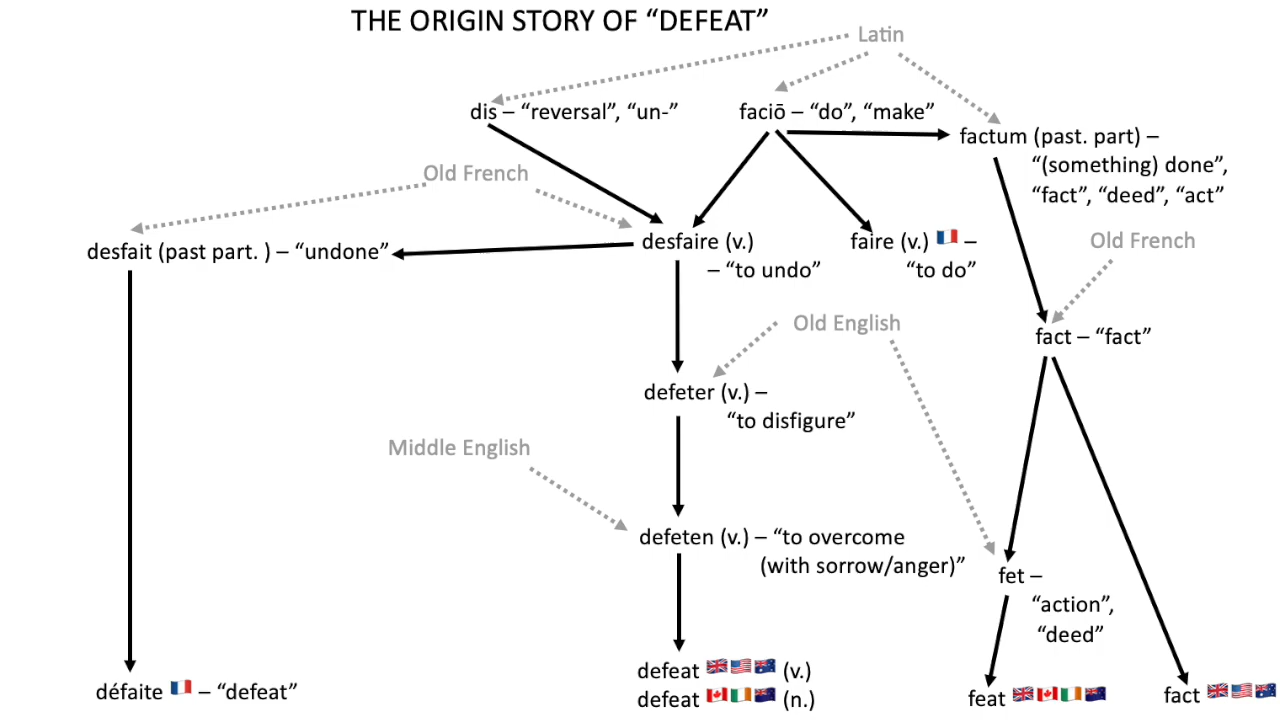 THE ORIGIN STORY OF “DEFEAT”
Latin
dis – “reversal”, “un-”
faciō – “do”, “make”
factum (past. part) –
“(something) done”,
“fact”, “deed”, “act”
Old French
desfait (past part. ) – “undone”
desfaire (v.)
– “to undo”
faire (v.) –
“to do”
Old French
Old English
fact – “fact”
defeter (v.) –
“to disfigure”
Middle English
defeten (v.) – “to overcome
(with sorrow/anger)”
fet –
“action”,
“deed”
défaite – “defeat”
defeat (v.)
defeat (n.)
feat
fact